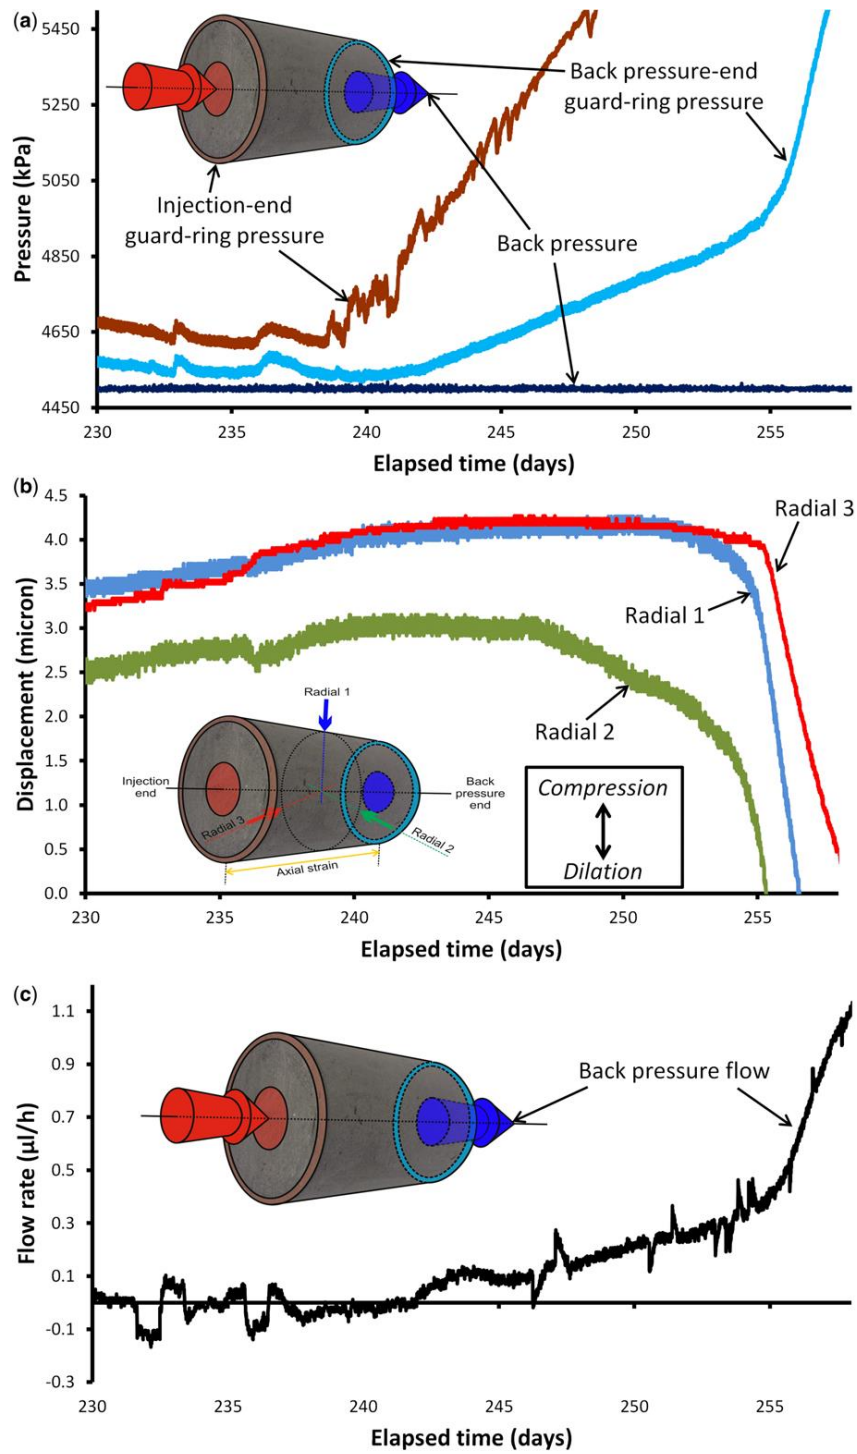 (a)
5450
5250
5050
4850
4650
4450
Pressure (kPa)
Back pressure-end
guard-ring pressure
Injection-end
guard-ring pressure
Back pressure
230
235
240
245
250
255
Elapsed time (days)
(b)
4.5
4.0
3.5
3.0
2.5
2.0
1.5
1.0
0.5
0.0
Displacement (micron)
Radial 3
Radial 1
Radial 2
Radial 1
Injection
end
Back
pressure
end
Radial 3
Radial 2
Axial strain
Compression
Dilation
230
235
240
245
250
255
Elapsed time (days)
(c)
1.1
0.9
0.7
0.5
0.3
0.1
-0.1
-0.3
Flow rate (µl/h)
Back pressure flow
230
235
240
245
250
255
Elapsed time (days)